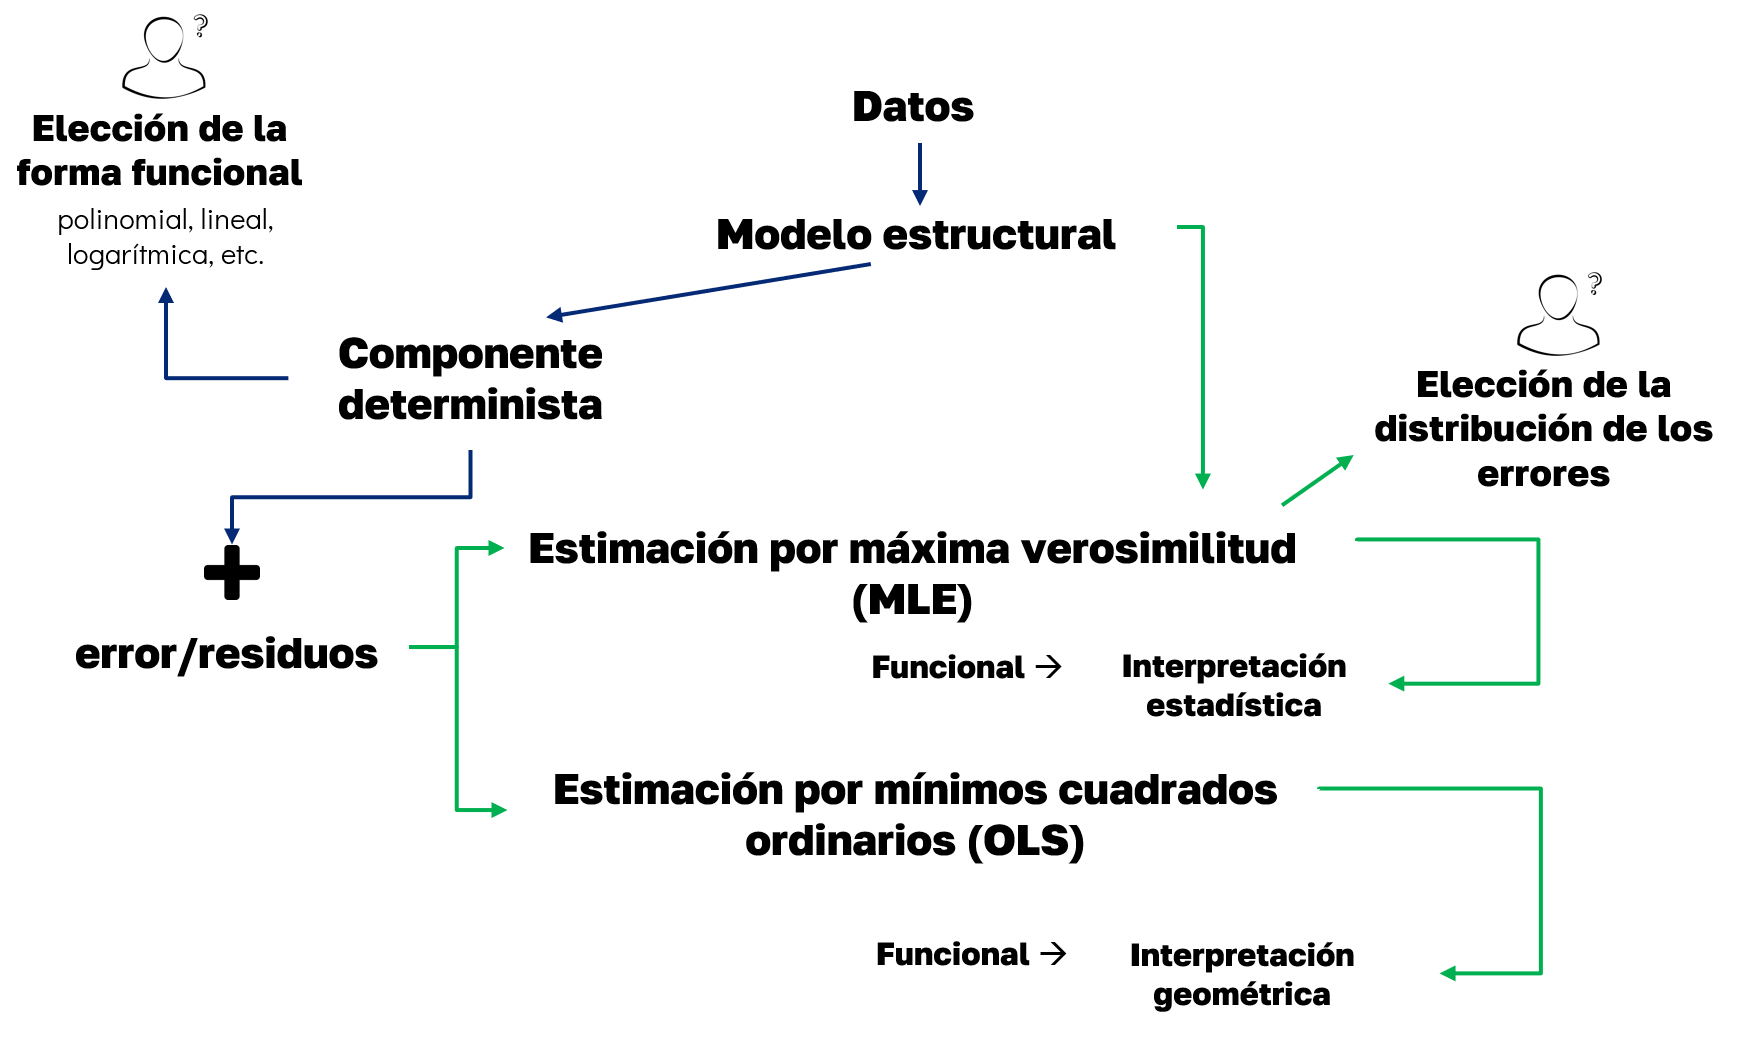 ?
Elección de la
forma funcional
polinomial, lineal,
logarítmica, etc.
Datos
Modelo estructural
Componente
determinista
?
Elección de la
distribución de los
errores
error/residuos
Estimación por máxima verosimilitud
(MLE)
Funcional →
Interpretación
estadística
Estimación por mínimos cuadrados
ordinarios (OLS)
Funcional →
Interpretación
geométrica